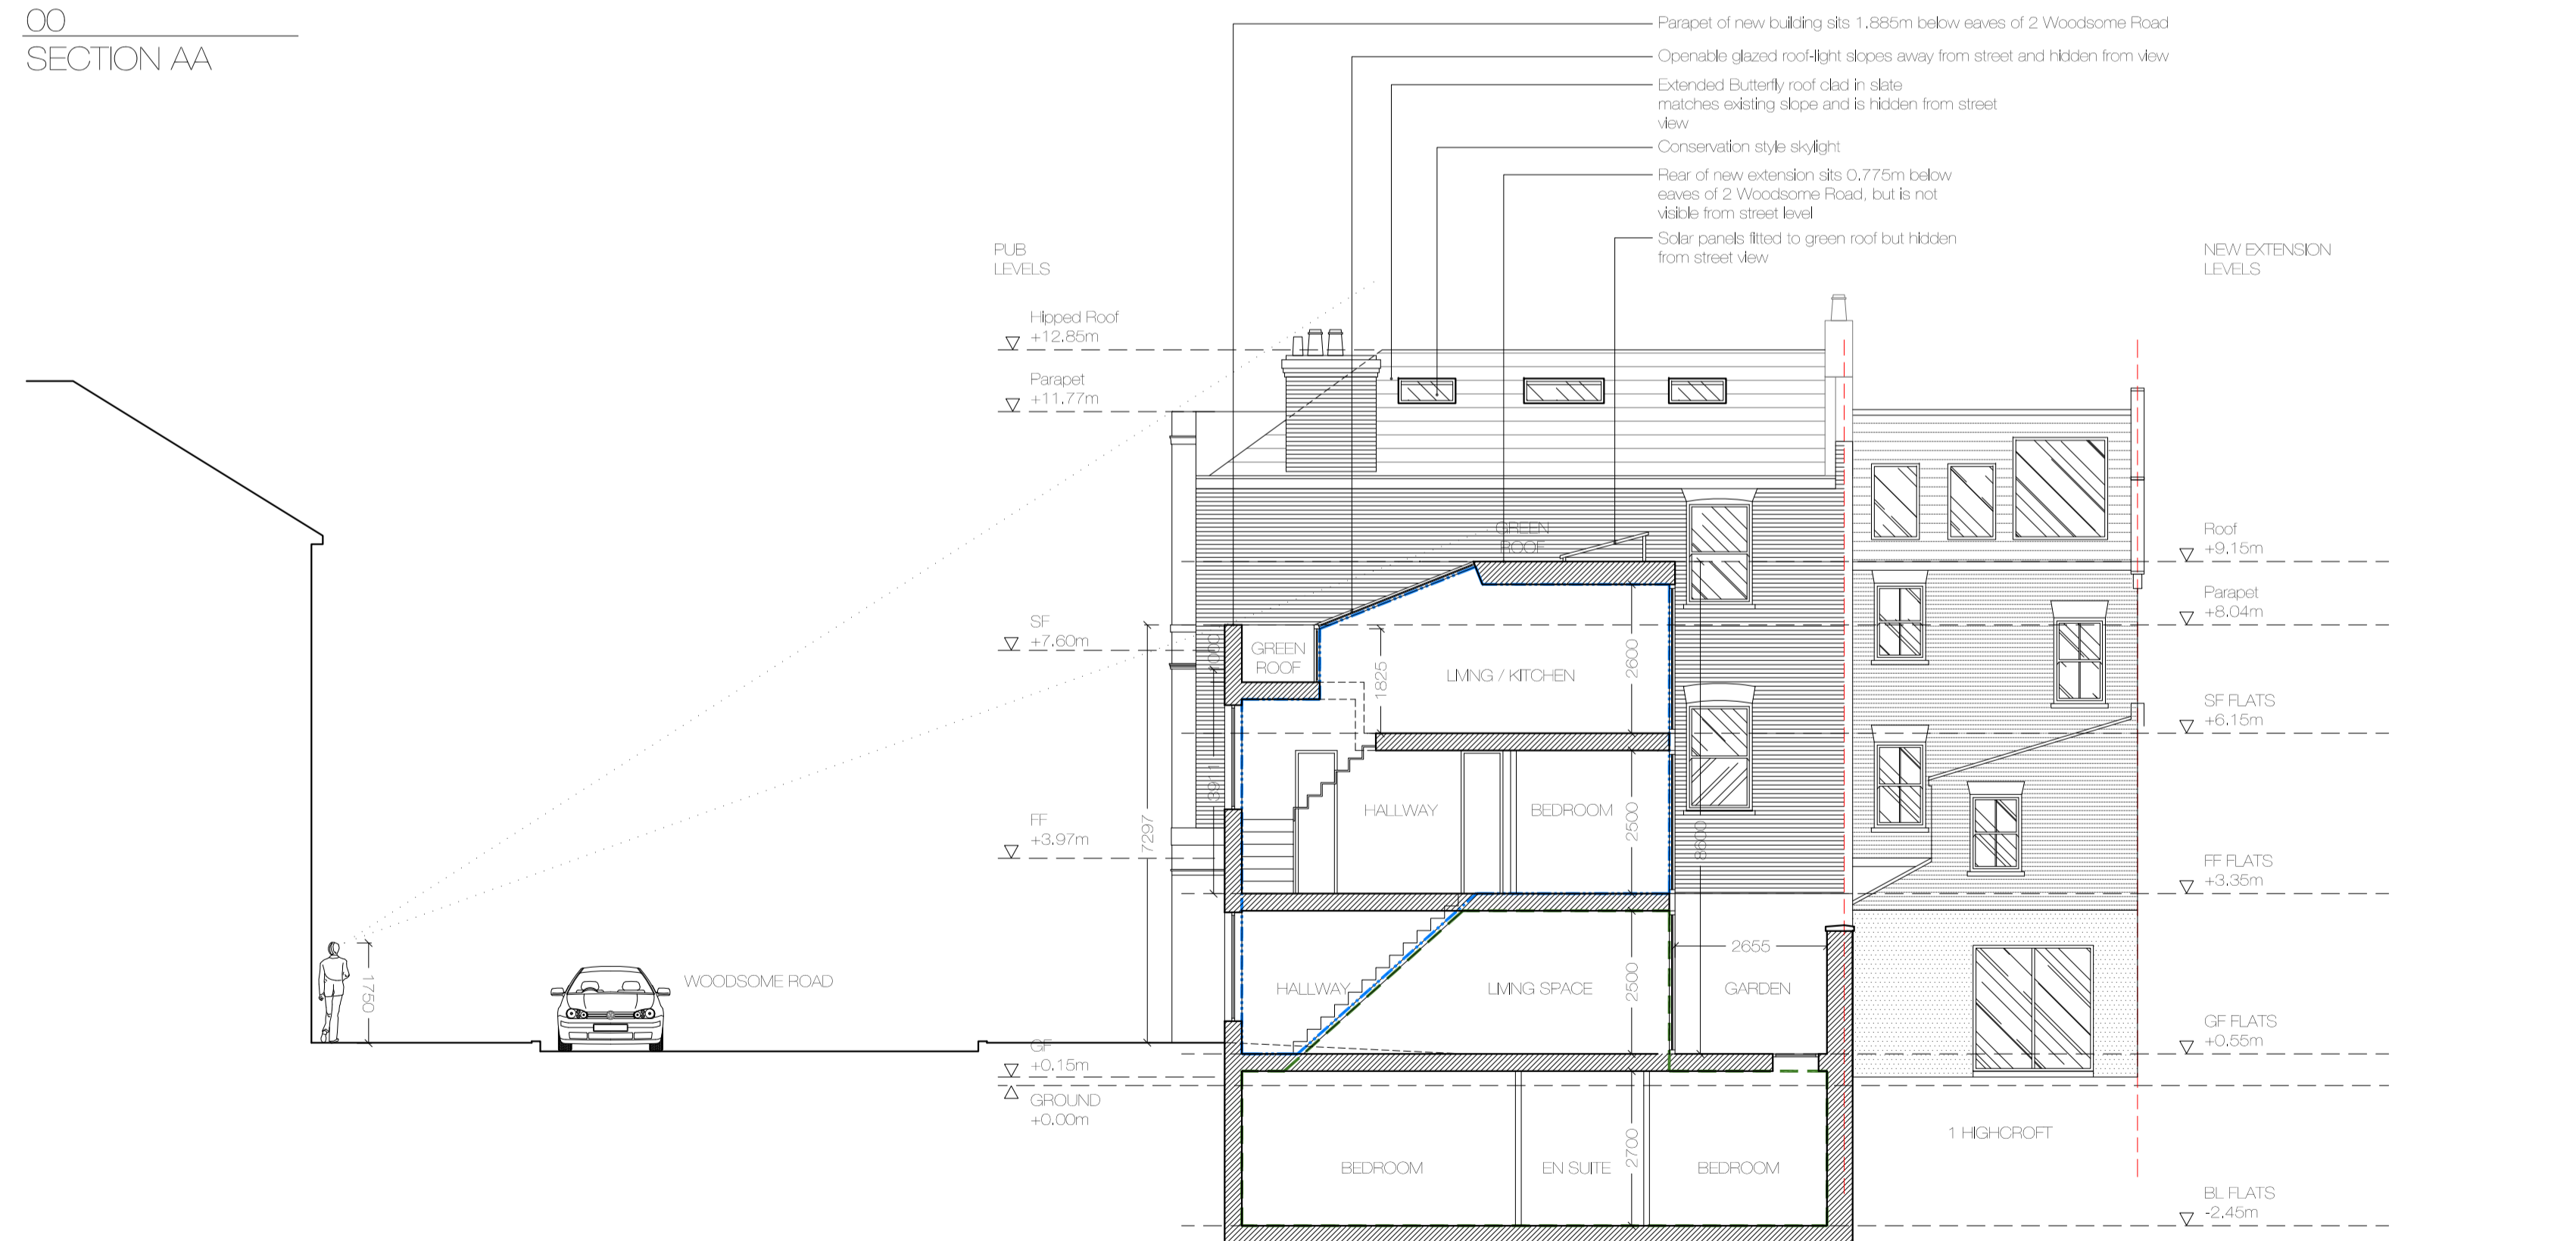 00
SECTION AA
Parapet of new building sits 1.885m below eaves of 2 Woodsome Road
Openable glazed roof-light slopes away from street and hidden from view
Extended Butterfly roof clad in slate
matches existing slope and is hidden from street
view
Conservation style skylight
Rear of new extension sits 0.775m below
eaves of 2 Woodsome Road, but is not
visible from street level
Solar panels fitted to green roof but hidden
from street view
PUB
LEVELS
NEW EXTENSION
LEVELS
Hipped Roof
+12.85m
Parapet
+11.77m
SF
+7.60m
FF
+3.97m
GF
+0.15m
GROUND
+0.00m
Roof
+9.15m
Parapet
+8.04m
SF FLATS
+6.15m
FF FLATS
+3.35m
GF FLATS
+0.55m
BL FLATS
-2.45m
GREEN
ROOF
GREEN
ROOF
LIVING / KITCHEN
1825
2600
1000
7297
HALLWAY
BEDROOM
2500
8600
HALLWAY
LIVING SPACE
2500
2655
GARDEN
BEDROOM
EN SUITE
2700
BEDROOM
1 HIGHCROFT
1750
WOODSOME ROAD